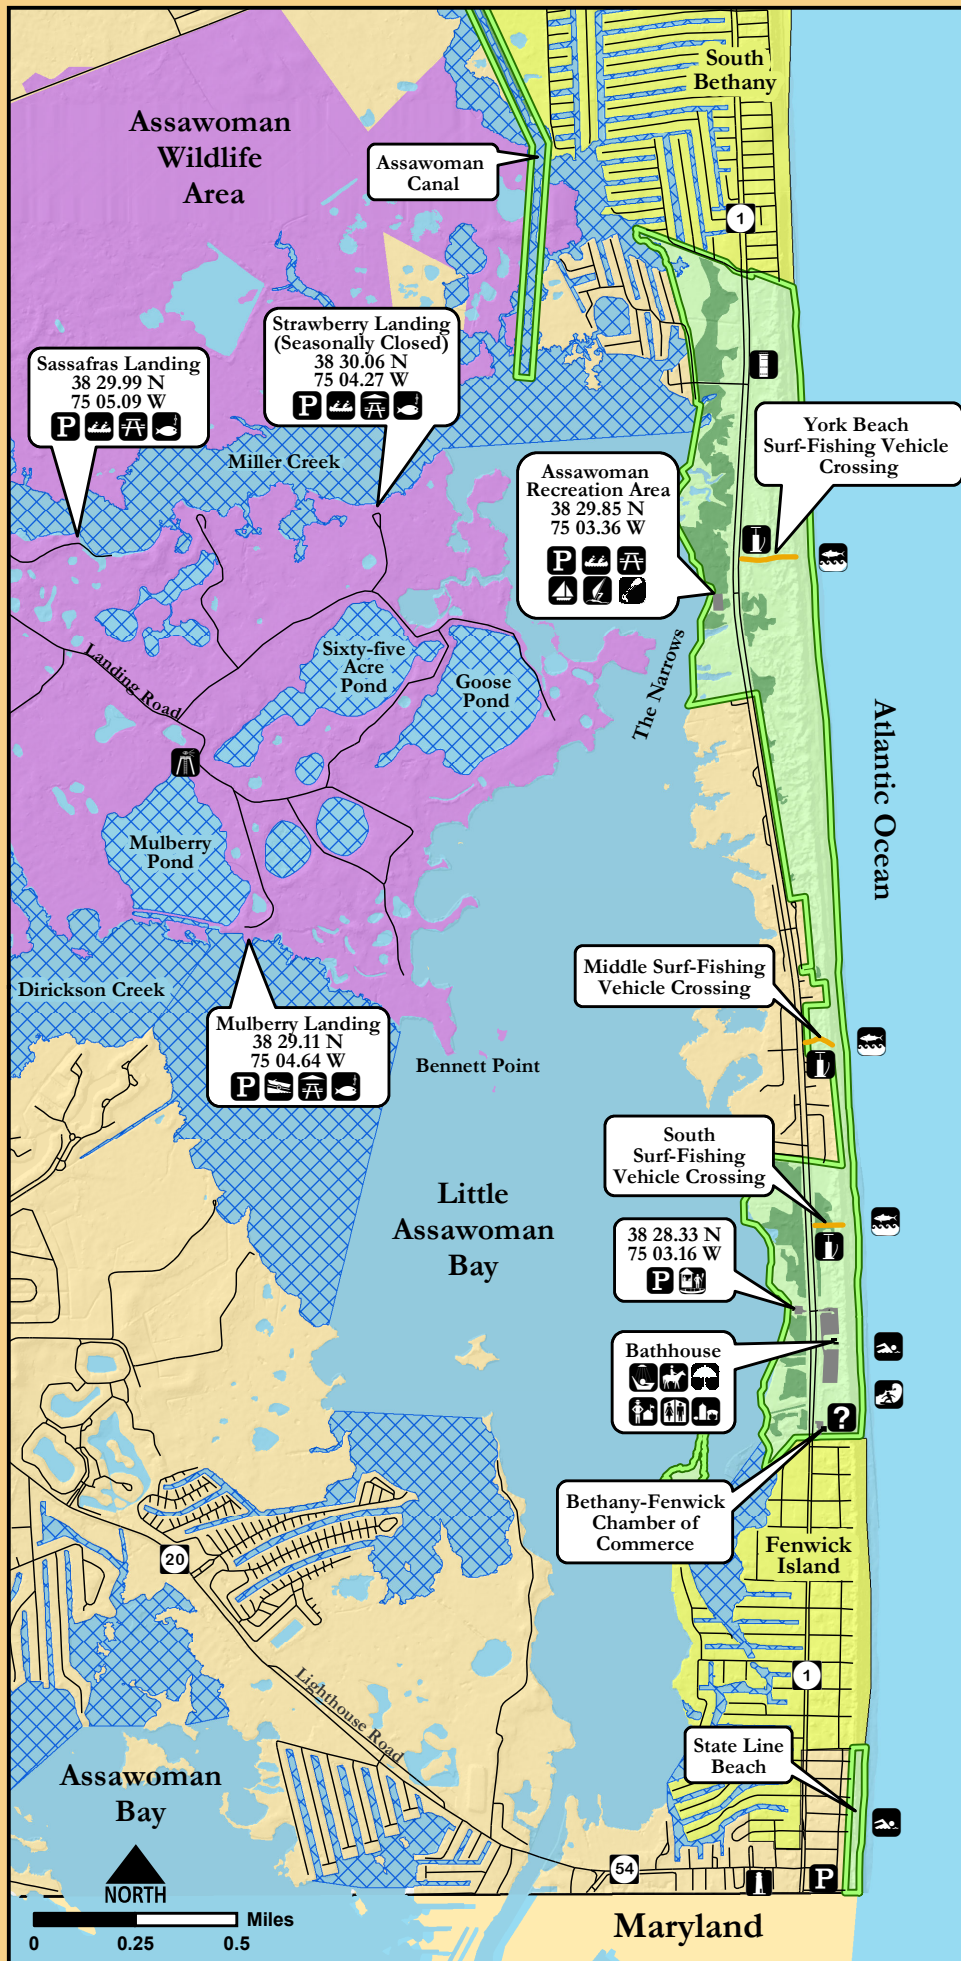 South
Bethany
Assawoman
Wildlife
Area
Assawoman
Canal
1
Strawberry Landing
(Seasonally Closed)
38 30.06 N
75 04.27 W
P
Sassafras Landing
38 29.99 N
75 05.09 W
P
York Beach
Surf-Fishing Vehicle
Crossing
Miller Creek
Assawoman
Recreation Area
38 29.85 N
75 03.36 W
P
Sixty-five
Acre
Pond
Goose
Pond
The Narrows
Landing Road
Atlantic Ocean
Mulberry
Pond
Middle Surf-Fishing
Vehicle Crossing
Dirickson Creek
Mulberry Landing
38 29.11 N
75 04.64 W
P
Bennett Point
South
Surf-Fishing
Vehicle Crossing
Little
Assawoman
Bay
38 28.33 N
75 03.16 W
P
Bathhouse
?
Bethany-Fenwick
Chamber of
Commerce
Fenwick
Island
20
1
Lighthouse Road
State Line
Beach
Assawoman
Bay
54
P
NORTH
Miles
0 0.25 0.5
Maryland